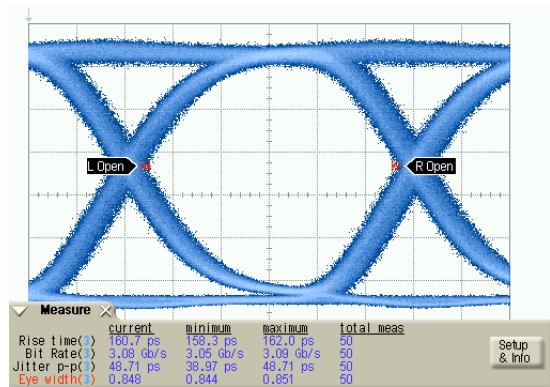 L Open
R Open
Measure
current minimum maximum total meas
Rise time(3) 160.7 ps 158.3 ps 162.0 ps 50
Bit Rate(3) 3.08 Gb/s 3.05 Gb/s 3.09 Gb/s 50
Jitter p-p(3) 48.71 ps 38.97 ps 48.71 ps 50
Eye width(3) 0.848 0.844 0.851 50
Setup
& Info